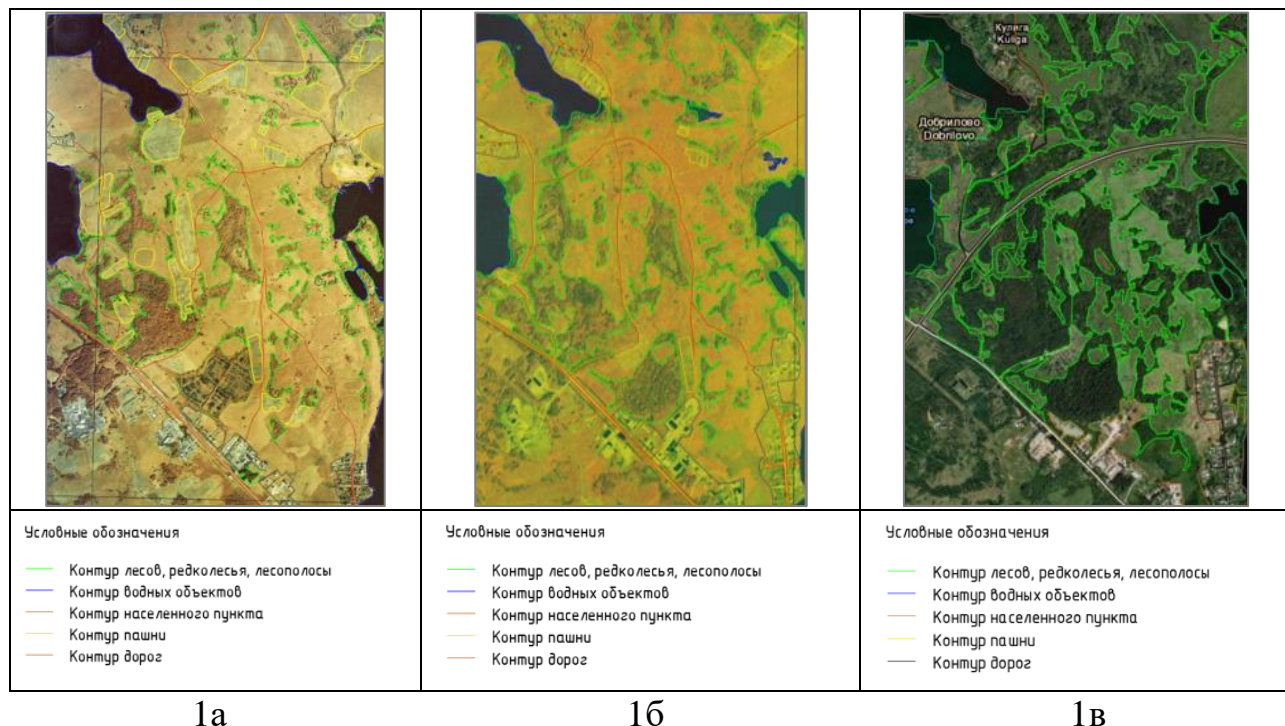 Кулига
Kuliga
Добрилово
Dobrilovo
Условные обозначения
Контур лесов, редколесья, лесополосы
Контур водных объектов
Контур населенного пункта
Контур пашни
Контур дорог
Условные обозначения
Контур лесов, редколесья, лесополосы
Контур водных объектов
Контур населенного пункта
Контур пашни
Контур дорог
Условные обозначения
Контур лесов, редколесья, лесополосы
Контур водных объектов
Контур населенного пункта
Контур пашни
Контур дорог
1а
1б
1в